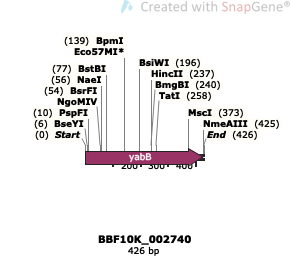 Created with SnapGene®
(139) BpmI
Eco57MI*
BsiWI (196)
(77) BstBI
HincII (237)
(56) NaeI
BmgBI (240)
(54) BsrFI
TatI (258)
NgoMIV
(10) PspFI
MscI (373)
(6) BseYI
NmeAIII (425)
(0) Start
End (426)
yabB
200
300
400
BBF10K_002740
426 bp